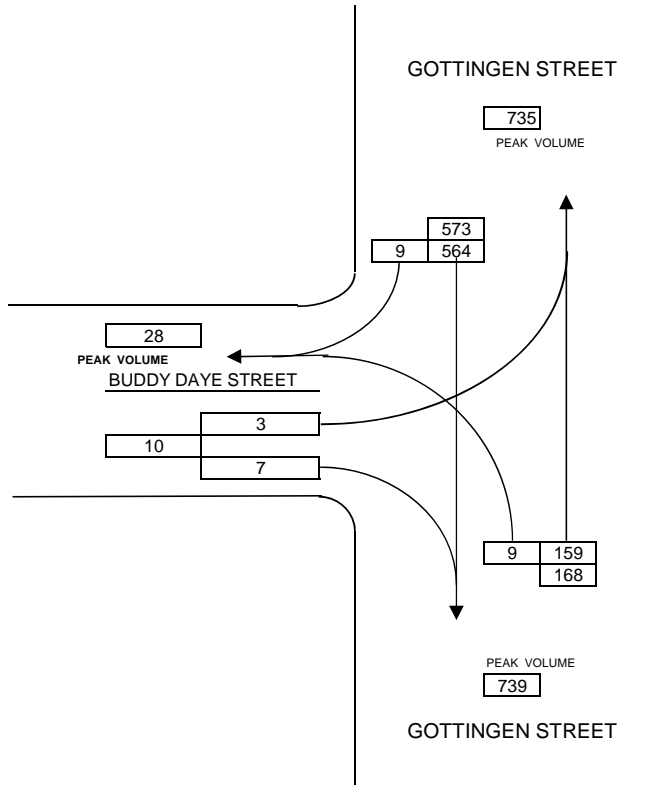 GOTTINGEN STREET
735
PEAK VOLUME
573
9 564
28
PEAK VOLUME
BUDDY DAYE STREET
3
10
7
9 159
168
PEAK VOLUME
739
GOTTINGEN STREET